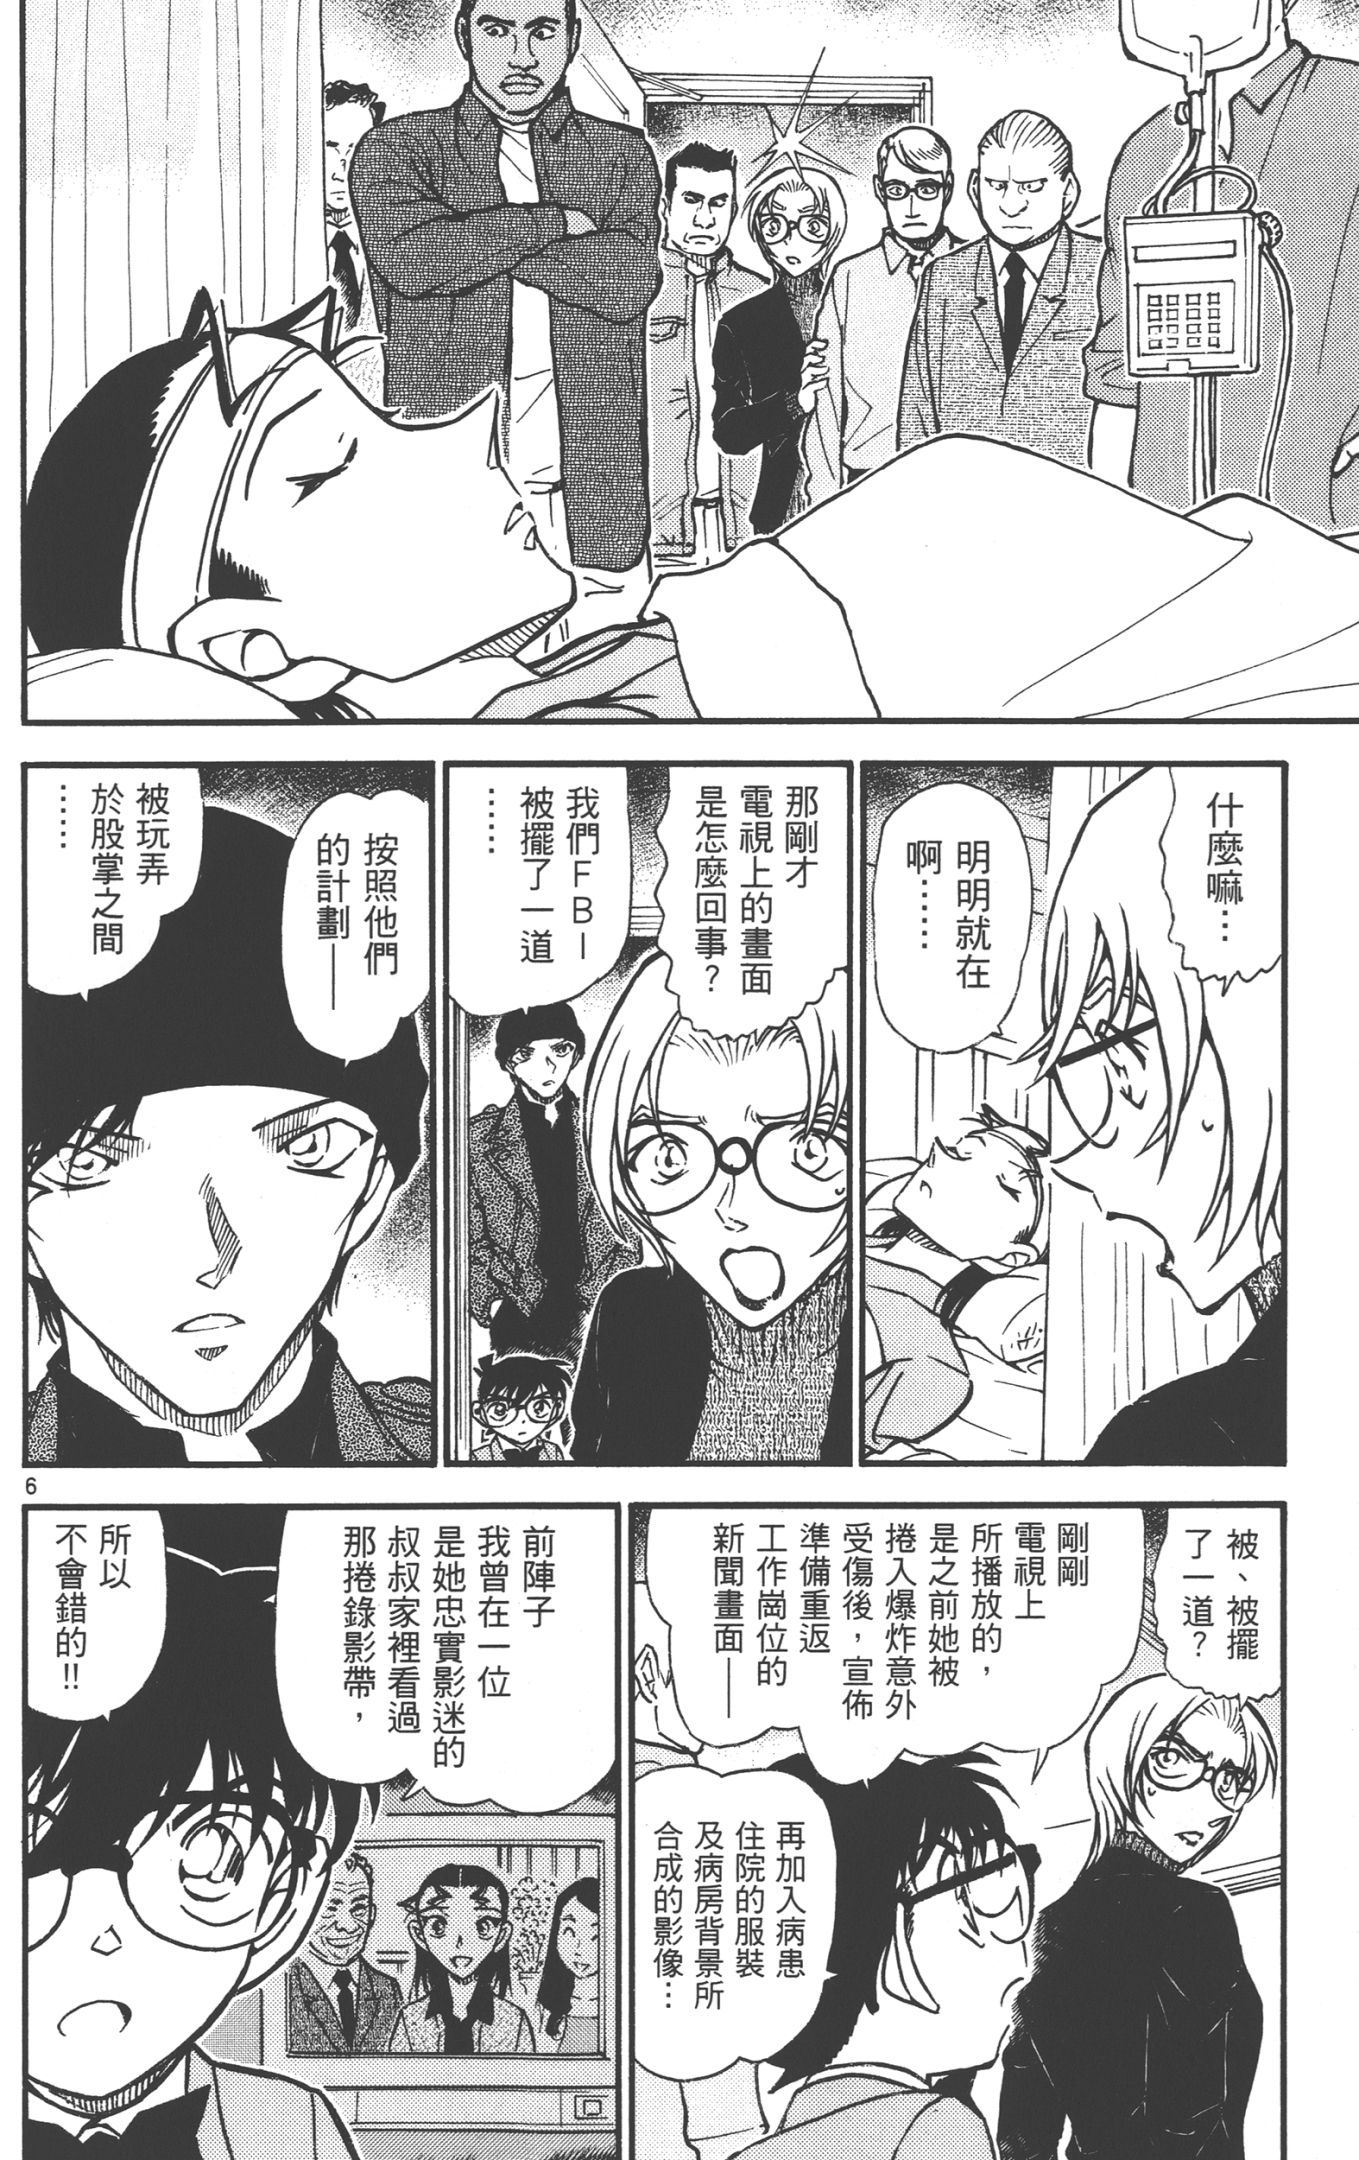 什麼嘛…
明明就在
啊……
那剛才
電視上的畫面
是怎麼回事?
我們FBI
被擺了一道
……
按照他們
的計劃——
被玩弄
於股掌之間
……
6
被、被擺
了一道?
剛剛
電視上
所播放的,
是之前她被
捲入爆炸意外
受傷後,宣佈
準備重返
工作崗位的
新聞畫面——
再加入病患
住院的服裝
及病房背景所
合成的影像…
前陣子
我曾在一位
是她忠實影迷的
叔叔家裡看過
那捲錄影帶,
所以
不會錯的!!